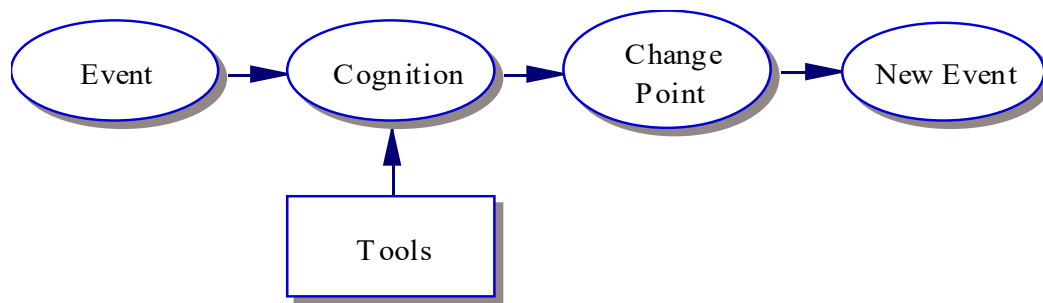 Event
Cognition
Change
Point
New Event
Tools